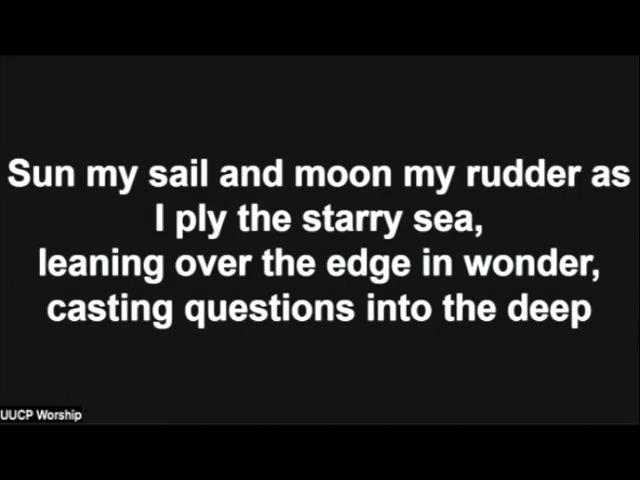 Sun my sail and moon my rudder as
I ply the starry sea,
leaning over the edge in wonder,
casting questions into the deep
UUCP Worship